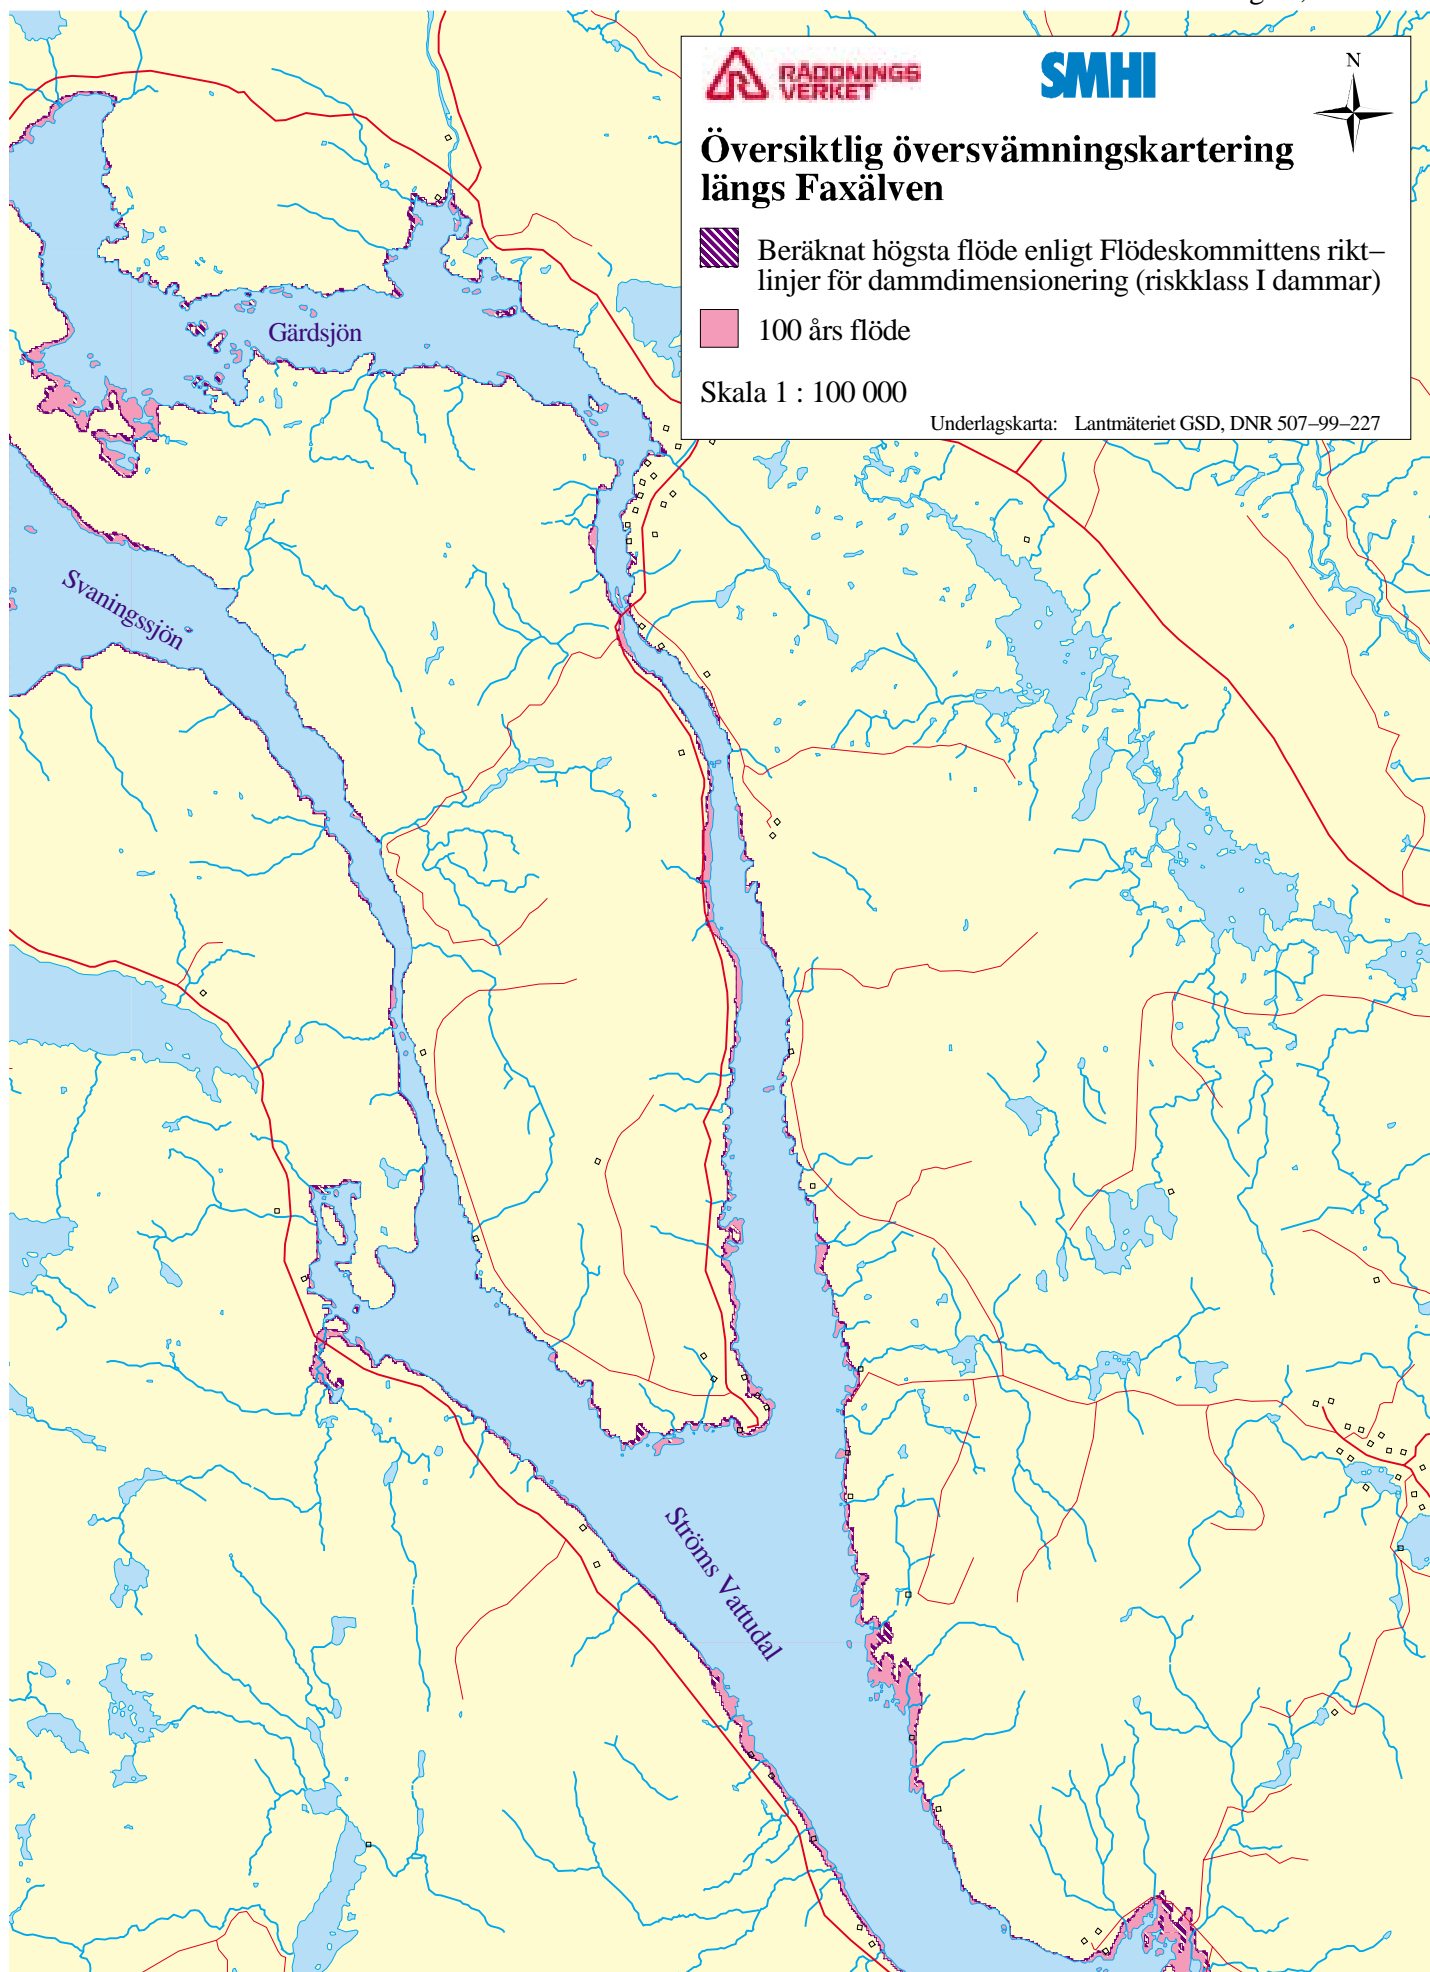 RÄDDNINGS
VERKET
SMHI
N
Översiktlig översvämningskartering
längs Faxälven
Beräknat högsta flöde enligt Flödeskommittens rikt–
linjer för dammdimensionering (riskklass I dammar)
100 års flöde
Skala 1 : 100 000
Underlagskarta: Lantmäteriet GSD, DNR 507–99–227
Gärdsjön
Svaningssjön
Ströms Vattudal